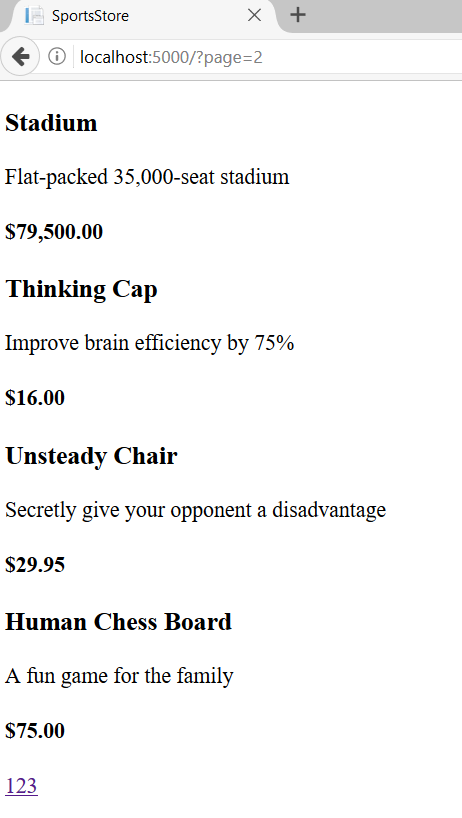 SportsStore
localhost:5000/?page=2
Stadium
Flat-packed 35,000-seat stadium
$79,500.00
Thinking Cap
Improve brain efficiency by 75%
$16.00
Unsteady Chair
Secretly give your opponent a disadvantage
$29.95
Human Chess Board
A fun game for the family
$75.00
123